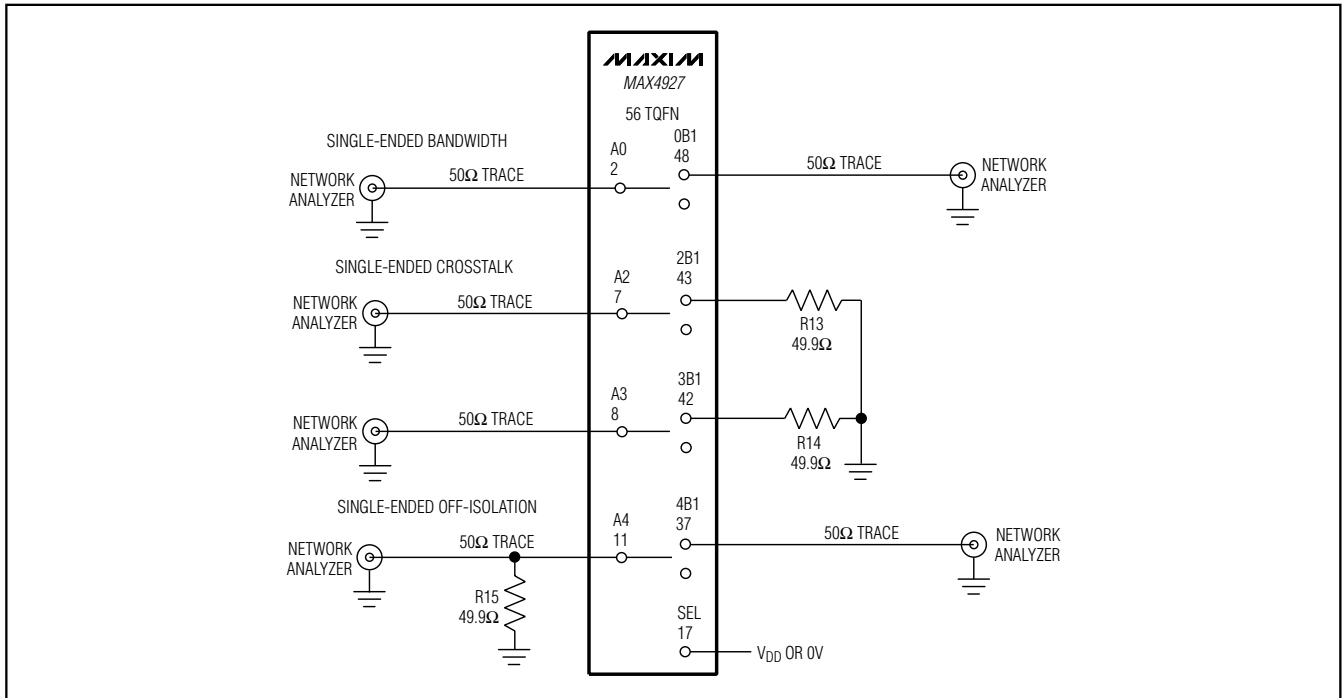 MAXIM
MAX4927
56 TQFN
SINGLE-ENDED BANDWIDTH
NETWORK
ANALYZER
50Ω TRACE
A0
2
0B1
48
50Ω TRACE
NETWORK
ANALYZER
SINGLE-ENDED CROSSTALK
NETWORK
ANALYZER
50Ω TRACE
A2
7
2B1
43
R13
49.9Ω
NETWORK
ANALYZER
50Ω TRACE
A3
8
3B1
42
R14
49.9Ω
SINGLE-ENDED OFF-ISOLATION
NETWORK
ANALYZER
50Ω TRACE
R15
49.9Ω
A4
11
4B1
37
50Ω TRACE
NETWORK
ANALYZER
SEL
17
VDD OR 0V